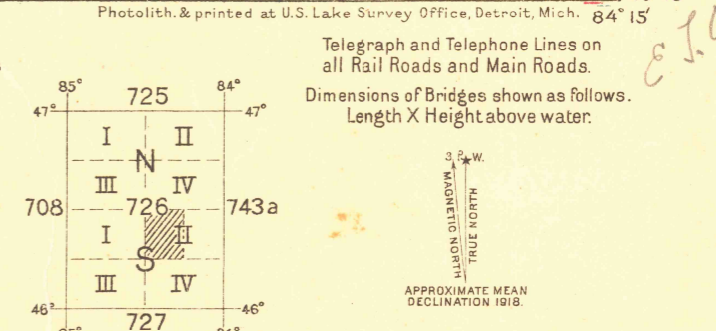 Photolith. & printed at U.S. Lake Survey Office, Detroit, Mich. 84° 15'
Telegraph and Telephone Lines on
all Rail Roads and Main Roads.
Dimensions of Bridges shown as follows.
Length X Height above water.
85° 725 84°
47° 47°
I II
N
III IV
708 726 743a
I II
S
III IV
46° 46°
727
3°. W.
MAGNETIC NORTH
TRUE NORTH
APPROXIMATE MEAN
DECLINATION 1918.